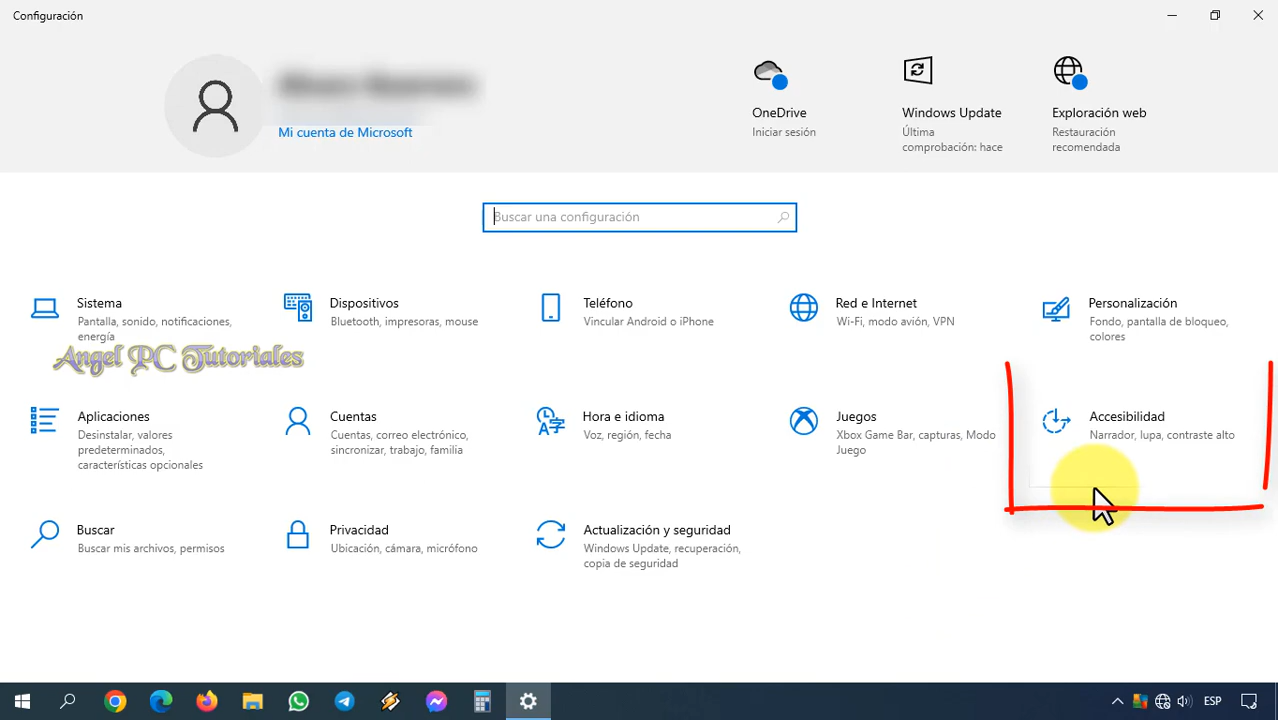 Configuración
Mi cuenta de Microsoft
OneDrive
Iniciar sesión
Windows Update
Última
comprobación: hace
Exploración web
Restauración
recomendada
Buscar una configuración
Sistema
Pantalla, sonido, notificaciones,
energía
Dispositivos
Bluetooth, impresoras, mouse
Teléfono
Vincular Android o iPhone
Red e Internet
Wi-Fi, modo avión, VPN
Personalización
Fondo, pantalla de bloqueo,
colores
Angel PC Tutoriales
Aplicaciones
Desinstalar, valores
predeterminados,
características opcionales
Cuentas
Cuentas, correo electrónico,
sincronizar, trabajo, familia
Hora e idioma
Voz, región, fecha
Juegos
Xbox Game Bar, capturas, Modo
Juego
Accesibilidad
Narrador, lupa, contraste alto
Buscar
Buscar mis archivos, permisos
Privacidad
Ubicación, cámara, micrófono
Actualización y seguridad
Windows Update, recuperación,
copia de seguridad
ESP